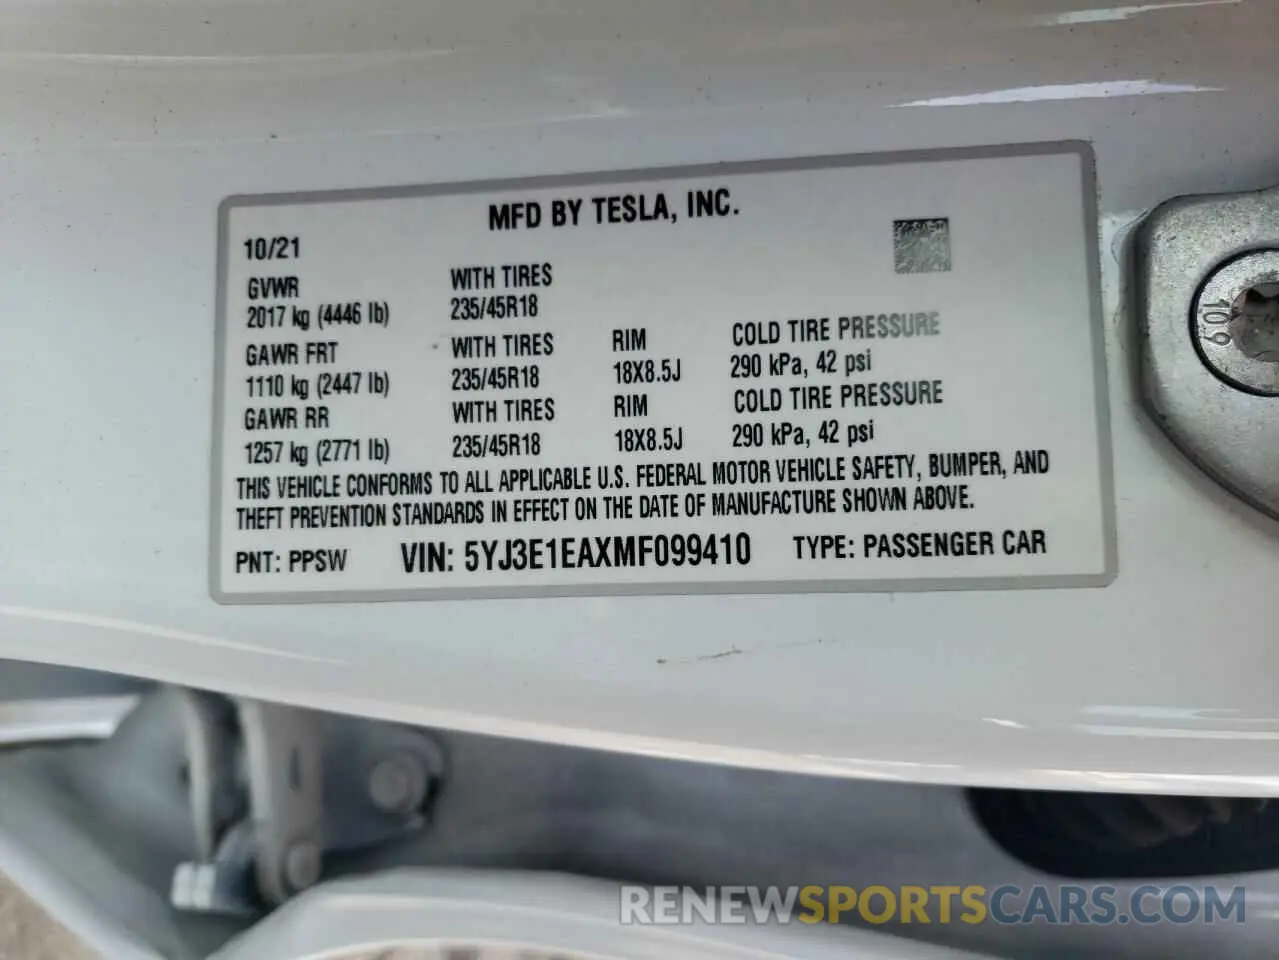 MFD BY TESLA, INC.
10/21
GVWR WITH TIRES
2017 kg (4446 lb) 235/45R18
GAWR FRT WITH TIRES RIM COLD TIRE PRESSURE
1110 kg (2447 lb) 235/45R18 18X8.5J 290 kPa, 42 psi
GAWR RR WITH TIRES RIM COLD TIRE PRESSURE
1257 kg (2771 lb) 235/45R18 18X8.5J 290 kPa, 42 psi
THIS VEHICLE CONFORMS TO ALL APPLICABLE U.S. FEDERAL MOTOR VEHICLE SAFETY, BUMPER, AND
THEFT PREVENTION STANDARDS IN EFFECT ON THE DATE OF MANUFACTURE SHOWN ABOVE.
PNT: PPSW VIN: 5YJ3E1EAXMF099410 TYPE: PASSENGER CAR
10.9
RENEWSPORTSCARS.COM